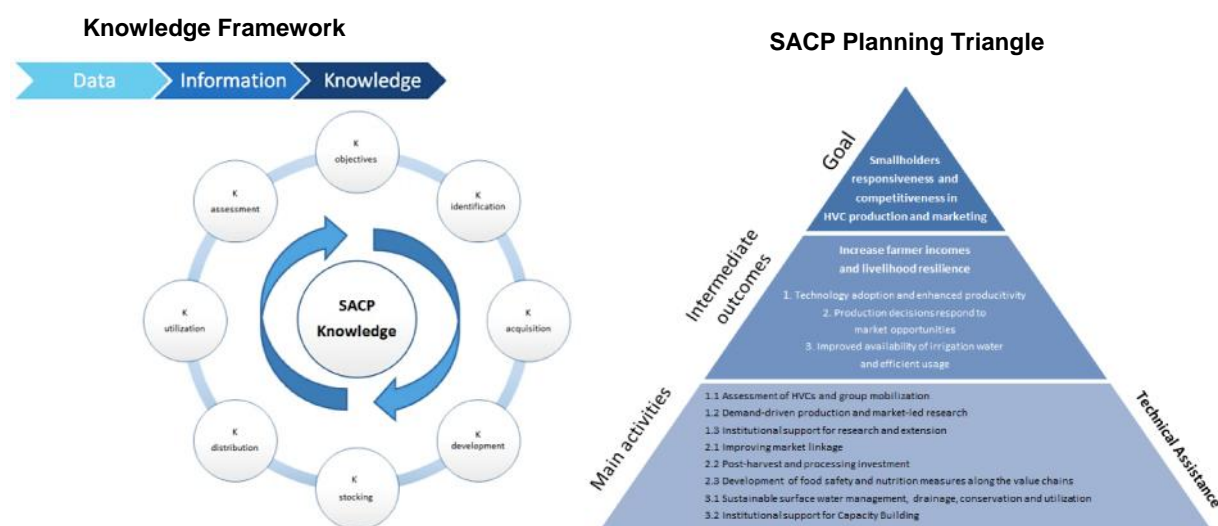 Knowledge Framework
Data
Information
Knowledge
K
objectives
K
identification
K
acquisition
K
development
K
stocking
K
distribution
K
utilization
K
assessment
SACP
Knowledge
SACP Planning Triangle
Goal
Smallholders
responsiveness and
competitiveness in
HVC production and marketing
Intermediate
outcomes
Increase farmer incomes
and livelihood resilience
1. Technology adoption and enhanced producitivity
2. Production decisions respond to
market opportunities
3. Improved availability of irrigation water
and efficient usage
Main activities
1.1 Assessment of HVCs and group mobilization
1.2 Demand-driven production and market-led research
1.3 Institutional support for research and extension
2.1 Improving market linkage
2.2 Post-harvest and processing investment
2.3 Development of food safety and nutrition measures along the value chains
3.1 Sustainable surface water management, drainage, conservation and utilization
3.2 Institutional support for Capacity Building
Technical Assistance